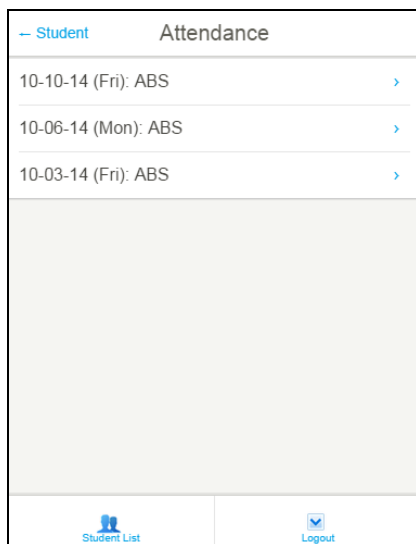 ← Student Attendance
10-10-14 (Fri): ABS ›
10-06-14 (Mon): ABS ›
10-03-14 (Fri): ABS ›
Student List Logout